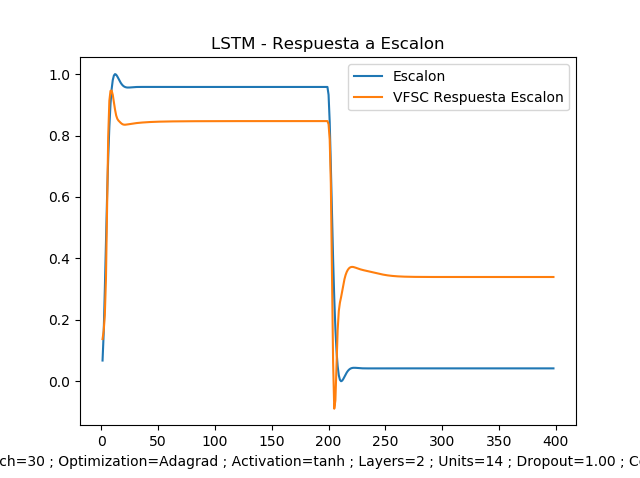 LSTM - Respuesta a Escalon
Escalon
VFSC Respuesta Escalon
1.0
0.8
0.6
0.4
0.2
0.0
0 50 100 150 200 250 300 350 400
ch=30 ; Optimization=Adagrad ; Activation=tanh ; Layers=2 ; Units=14 ; Dropout=1.00 ; C